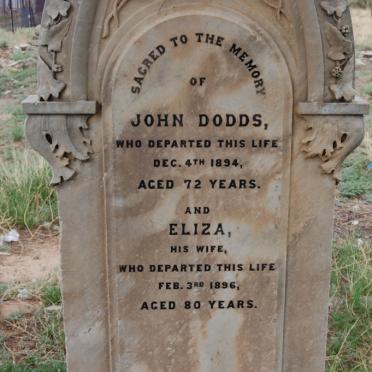 SACRED TO THE MEMORY
OF
JOHN DODDS,
WHO DEPARTED THIS LIFE
DEC. 4TH 1894,
AGED 72 YEARS.
AND
ELIZA,
HIS WIFE,
WHO DEPARTED THIS LIFE
FEB. 3RD 1896,
AGED 80 YEARS.